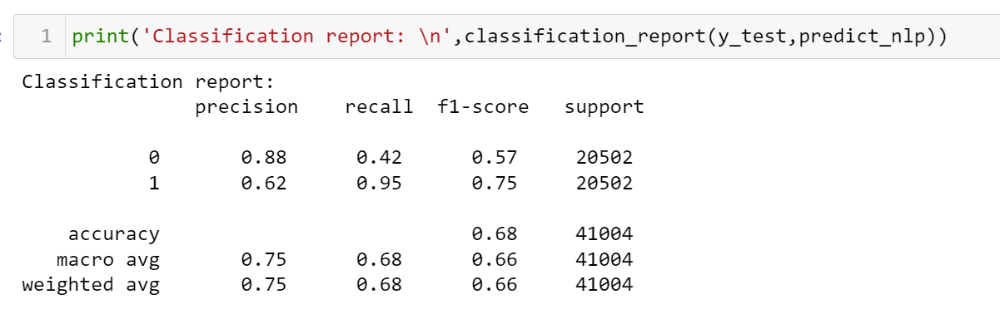 1 print('Classification report: \n',classification_report(y_test,predict_nlp))
Classification report:
precision recall f1-score support
0 0.88 0.42 0.57 20502
1 0.62 0.95 0.75 20502
accuracy 0.68 41004
macro avg 0.75 0.68 0.66 41004
weighted avg 0.75 0.68 0.66 41004